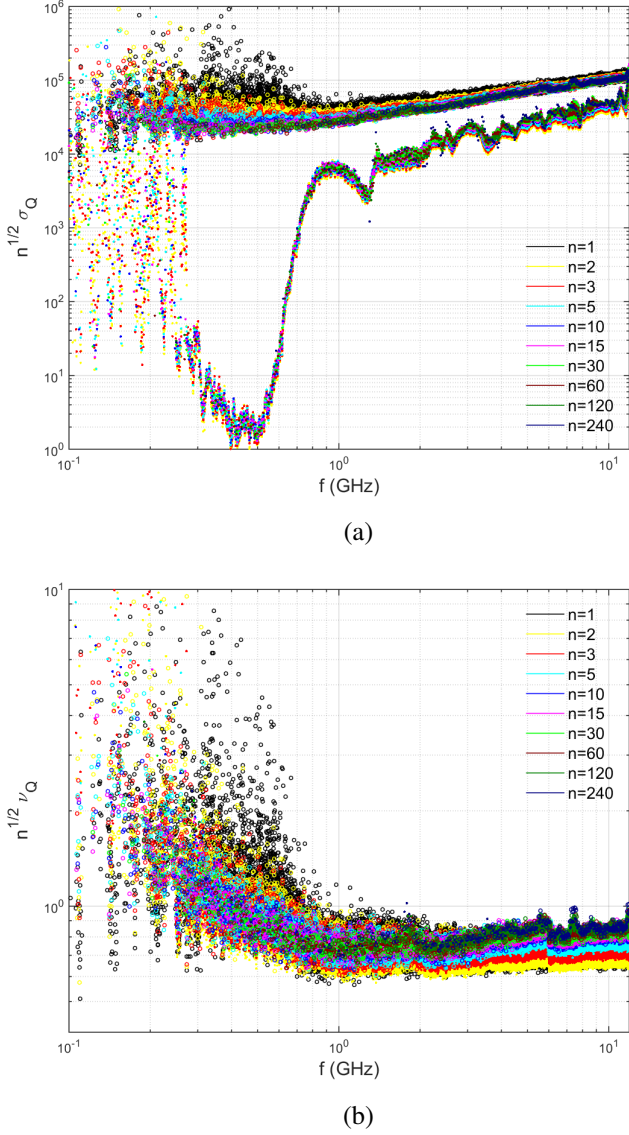 10^6
10^5
10^4
10^3
10^2
10^1
10^0
n^{1/2} σ_Q
n=1
n=2
n=3
n=5
n=10
n=15
n=30
n=60
n=120
n=240
10^-1
10^0
10^1
f (GHz)
(a)
10^1
10^0
n^{1/2} ν_Q
n=1
n=2
n=3
n=5
n=10
n=15
n=30
n=60
n=120
n=240
10^-1
10^0
10^1
f (GHz)
(b)